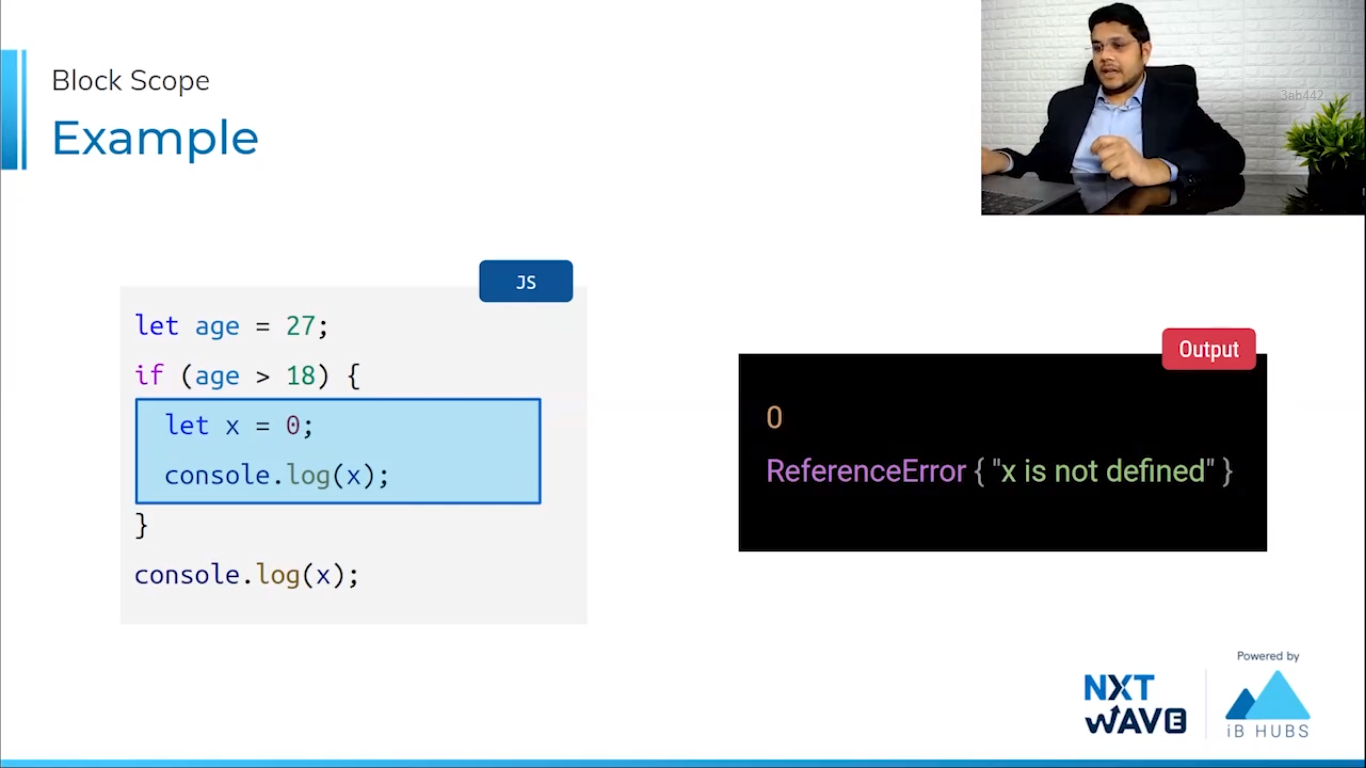 Block Scope
Example
3ab442
JS
let age = 27;
if (age > 18) {
let x = 0;
console.log(x);
}
console.log(x);
Output
0
ReferenceError { "x is not defined" }
Powered by
NXT
WAVE
iB HUBS